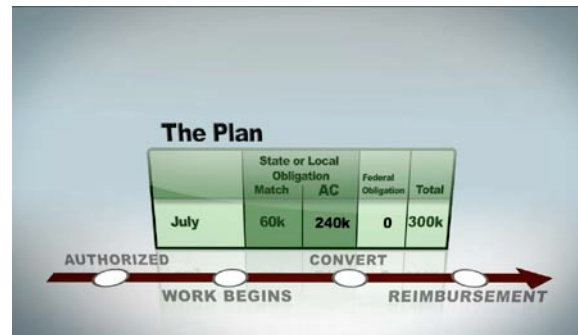 The Plan
State or Local
Obligation
Federal
Match AC Obligation Total
July 60k 240k 0 300k
AUTHORIZED CONVERT
WORK BEGINS REIMBURSEMENT